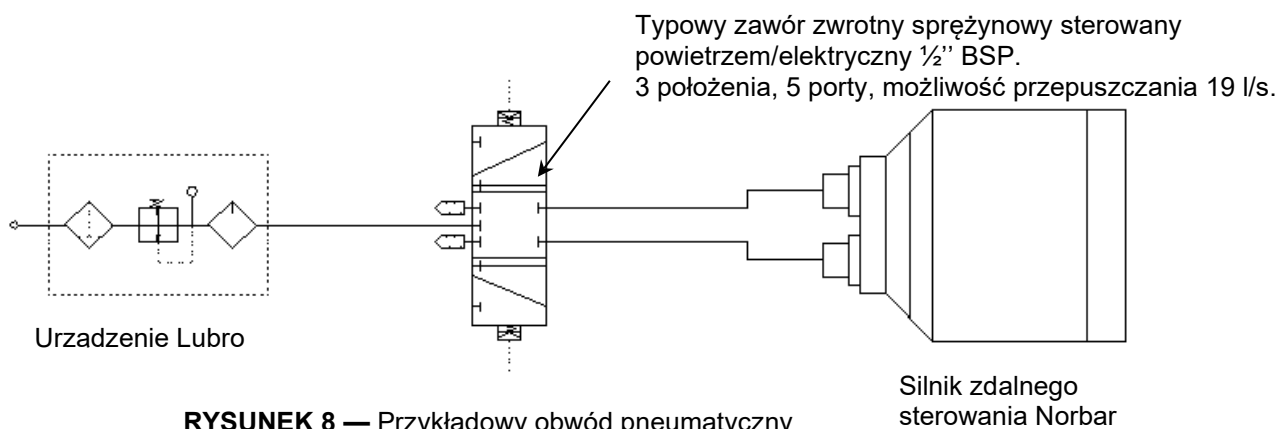 Typowy zawór zwrotny sprężynowy sterowany
powietrzem/elektryczny ½’’ BSP.
3 położenia, 5 porty, możliwość przepuszczania 19 l/s.
Urzadzenie Lubro
Silnik zdalnego
sterowania Norbar
RYSUNEK 8 — Przykładowy obwód pneumatyczny